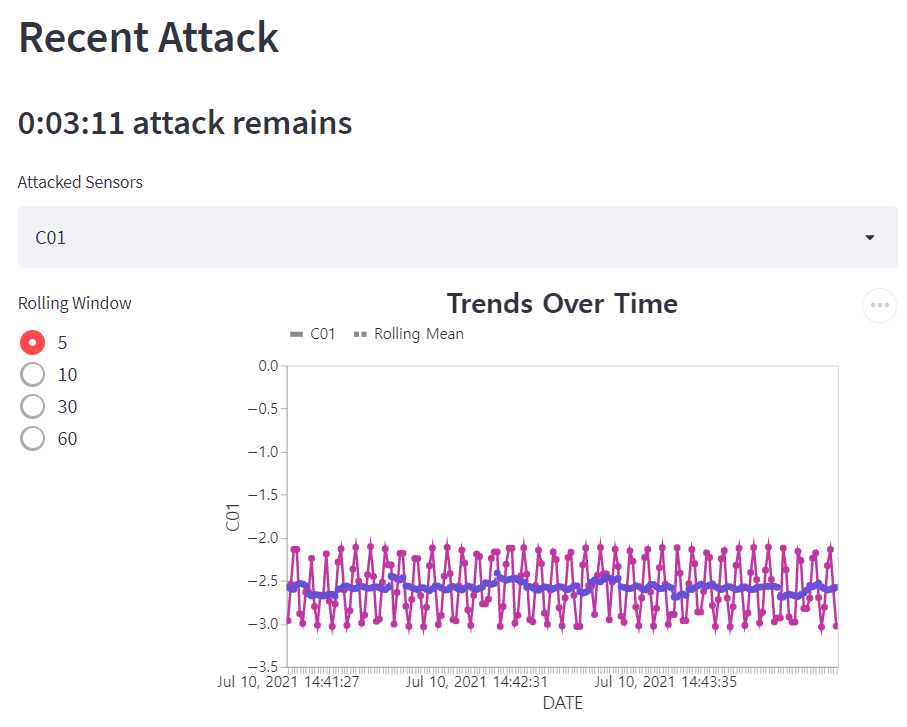 Recent Attack
0:03:11 attack remains
Attacked Sensors
C01
Rolling Window
5
10
30
60
Trends Over Time
C01 Rolling Mean
0.0
−0.5
−1.0
−1.5
−2.0
−2.5
−3.0
−3.5
C01
Jul 10, 2021 14:41:27 Jul 10, 2021 14:42:31 Jul 10, 2021 14:43:35
DATE